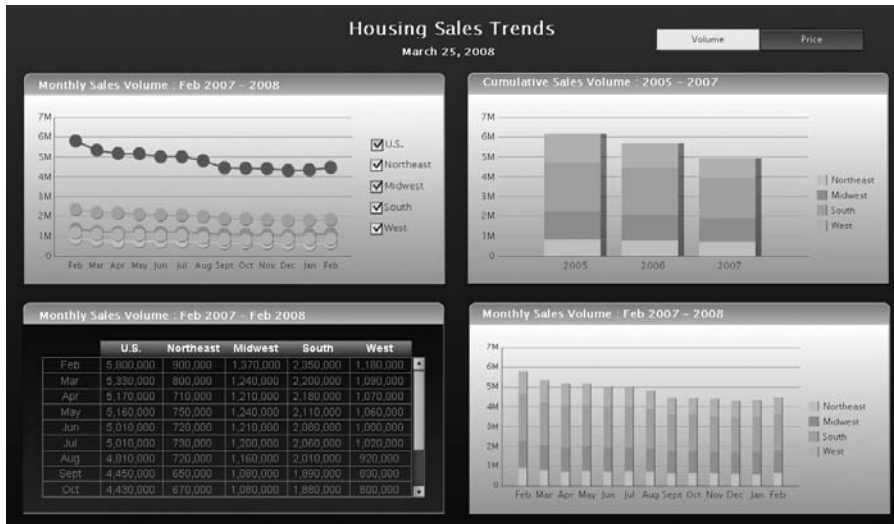 Housing Sales Trends
March 25, 2008
Volume Price
Monthly Sales Volume : Feb 2007 - 2008
7M
6M
5M
4M
3M
2M
1M
0
Feb Mar Apr May Jun Jul Aug Sept Oct Nov Dec Jan Feb
U.S.
Northeast
Midwest
South
West
Cumulative Sales Volume : 2005 - 2007
7M
6M
5M
4M
3M
2M
1M
0
2005 2006 2007
Northeast
Midwest
South
West
Monthly Sales Volume : Feb 2007 - Feb 2008
U.S. Northeast Midwest South West
Feb 5,800,000 900,000 1,370,000 2,350,000 1,180,000
Mar 5,330,000 800,000 1,240,000 2,200,000 1,090,000
Apr 5,170,000 710,000 1,210,000 2,180,000 1,070,000
May 5,160,000 750,000 1,240,000 2,110,000 1,060,000
Jun 5,010,000 720,000 1,210,000 2,080,000 1,000,000
Jul 5,010,000 730,000 1,200,000 2,060,000 1,020,000
Aug 4,810,000 720,000 1,160,000 2,010,000 920,000
Sept 4,450,000 650,000 1,080,000 1,890,000 830,000
Oct 4,430,000 670,000 1,080,000 1,880,000 800,000
Monthly Sales Volume : Feb 2007 - 2008
7M
6M
5M
4M
3M
2M
1M
0
Feb Mar Apr May Jun Jul Aug Sept Oct Nov Dec Jan Feb
Northeast
Midwest
South
West